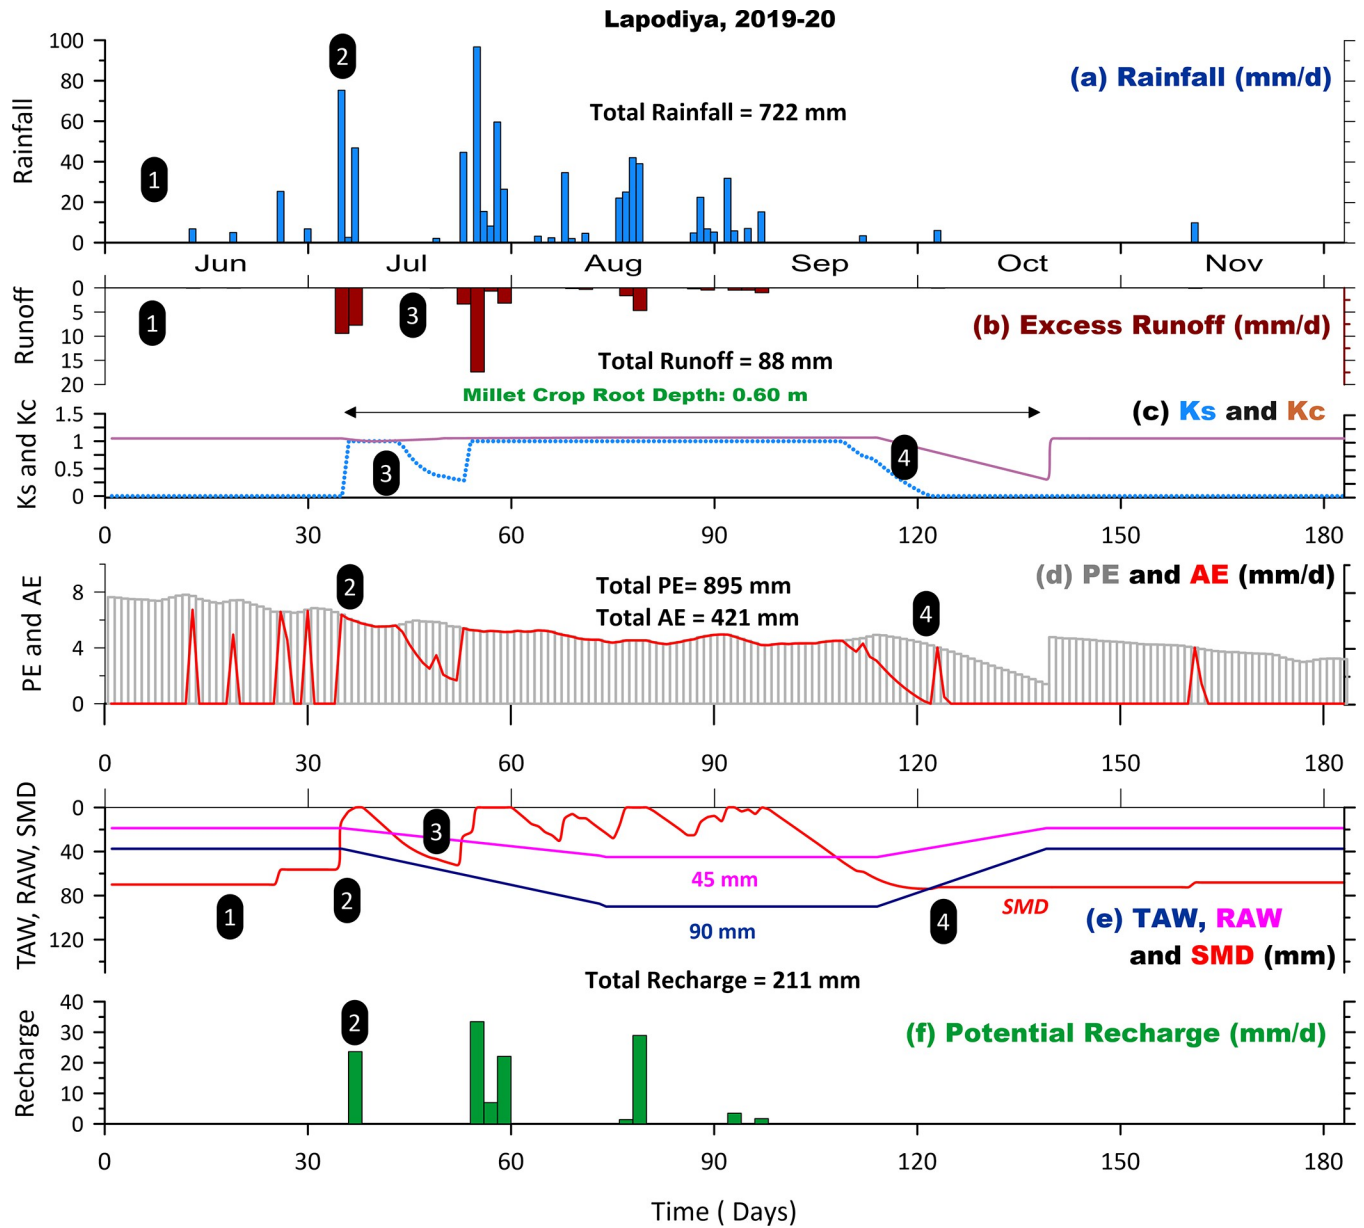 Lapodiya, 2019-20
100
80
60
40
20
0
Rainfall
1
2
(a) Rainfall (mm/d)
Total Rainfall = 722 mm
Jun Jul Aug Sep Oct Nov
0
5
10
15
20
Runoff
1
3
(b) Excess Runoff (mm/d)
Total Runoff = 88 mm
Millet Crop Root Depth: 0.60 m
1.5
1
0.5
0
Ks and Kc
3
4
(c) Ks and Kc
0 30 60 90 120 150 180
8
4
0
PE and AE
2
4
Total PE= 895 mm
Total AE = 421 mm
(d) PE and AE (mm/d)
0 30 60 90 120 150 180
0
40
80
120
TAW, RAW, SMD
1
2
3
4
45 mm
90 mm
SMD
(e) TAW, RAW
and SMD (mm)
Total Recharge = 211 mm
40
30
20
10
0
Recharge
2
(f) Potential Recharge (mm/d)
0 30 60 90 120 150 180
Time ( Days)